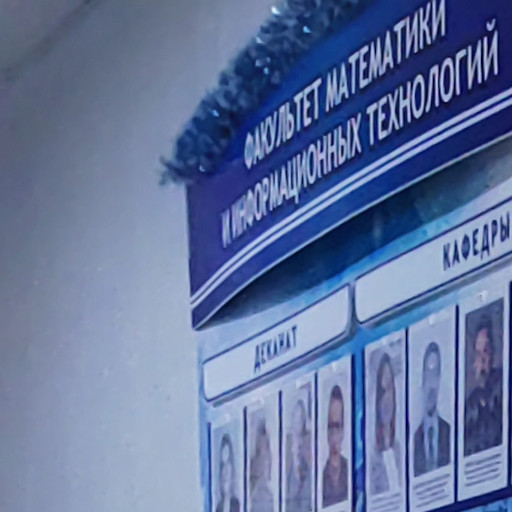 ФАКУЛЬТЕТ МАТЕМАТИКИ
И ИНФОРМАЦИОННЫХ ТЕХНОЛОГИЙ
ДЕКАНАТ
КАФЕДРЫ